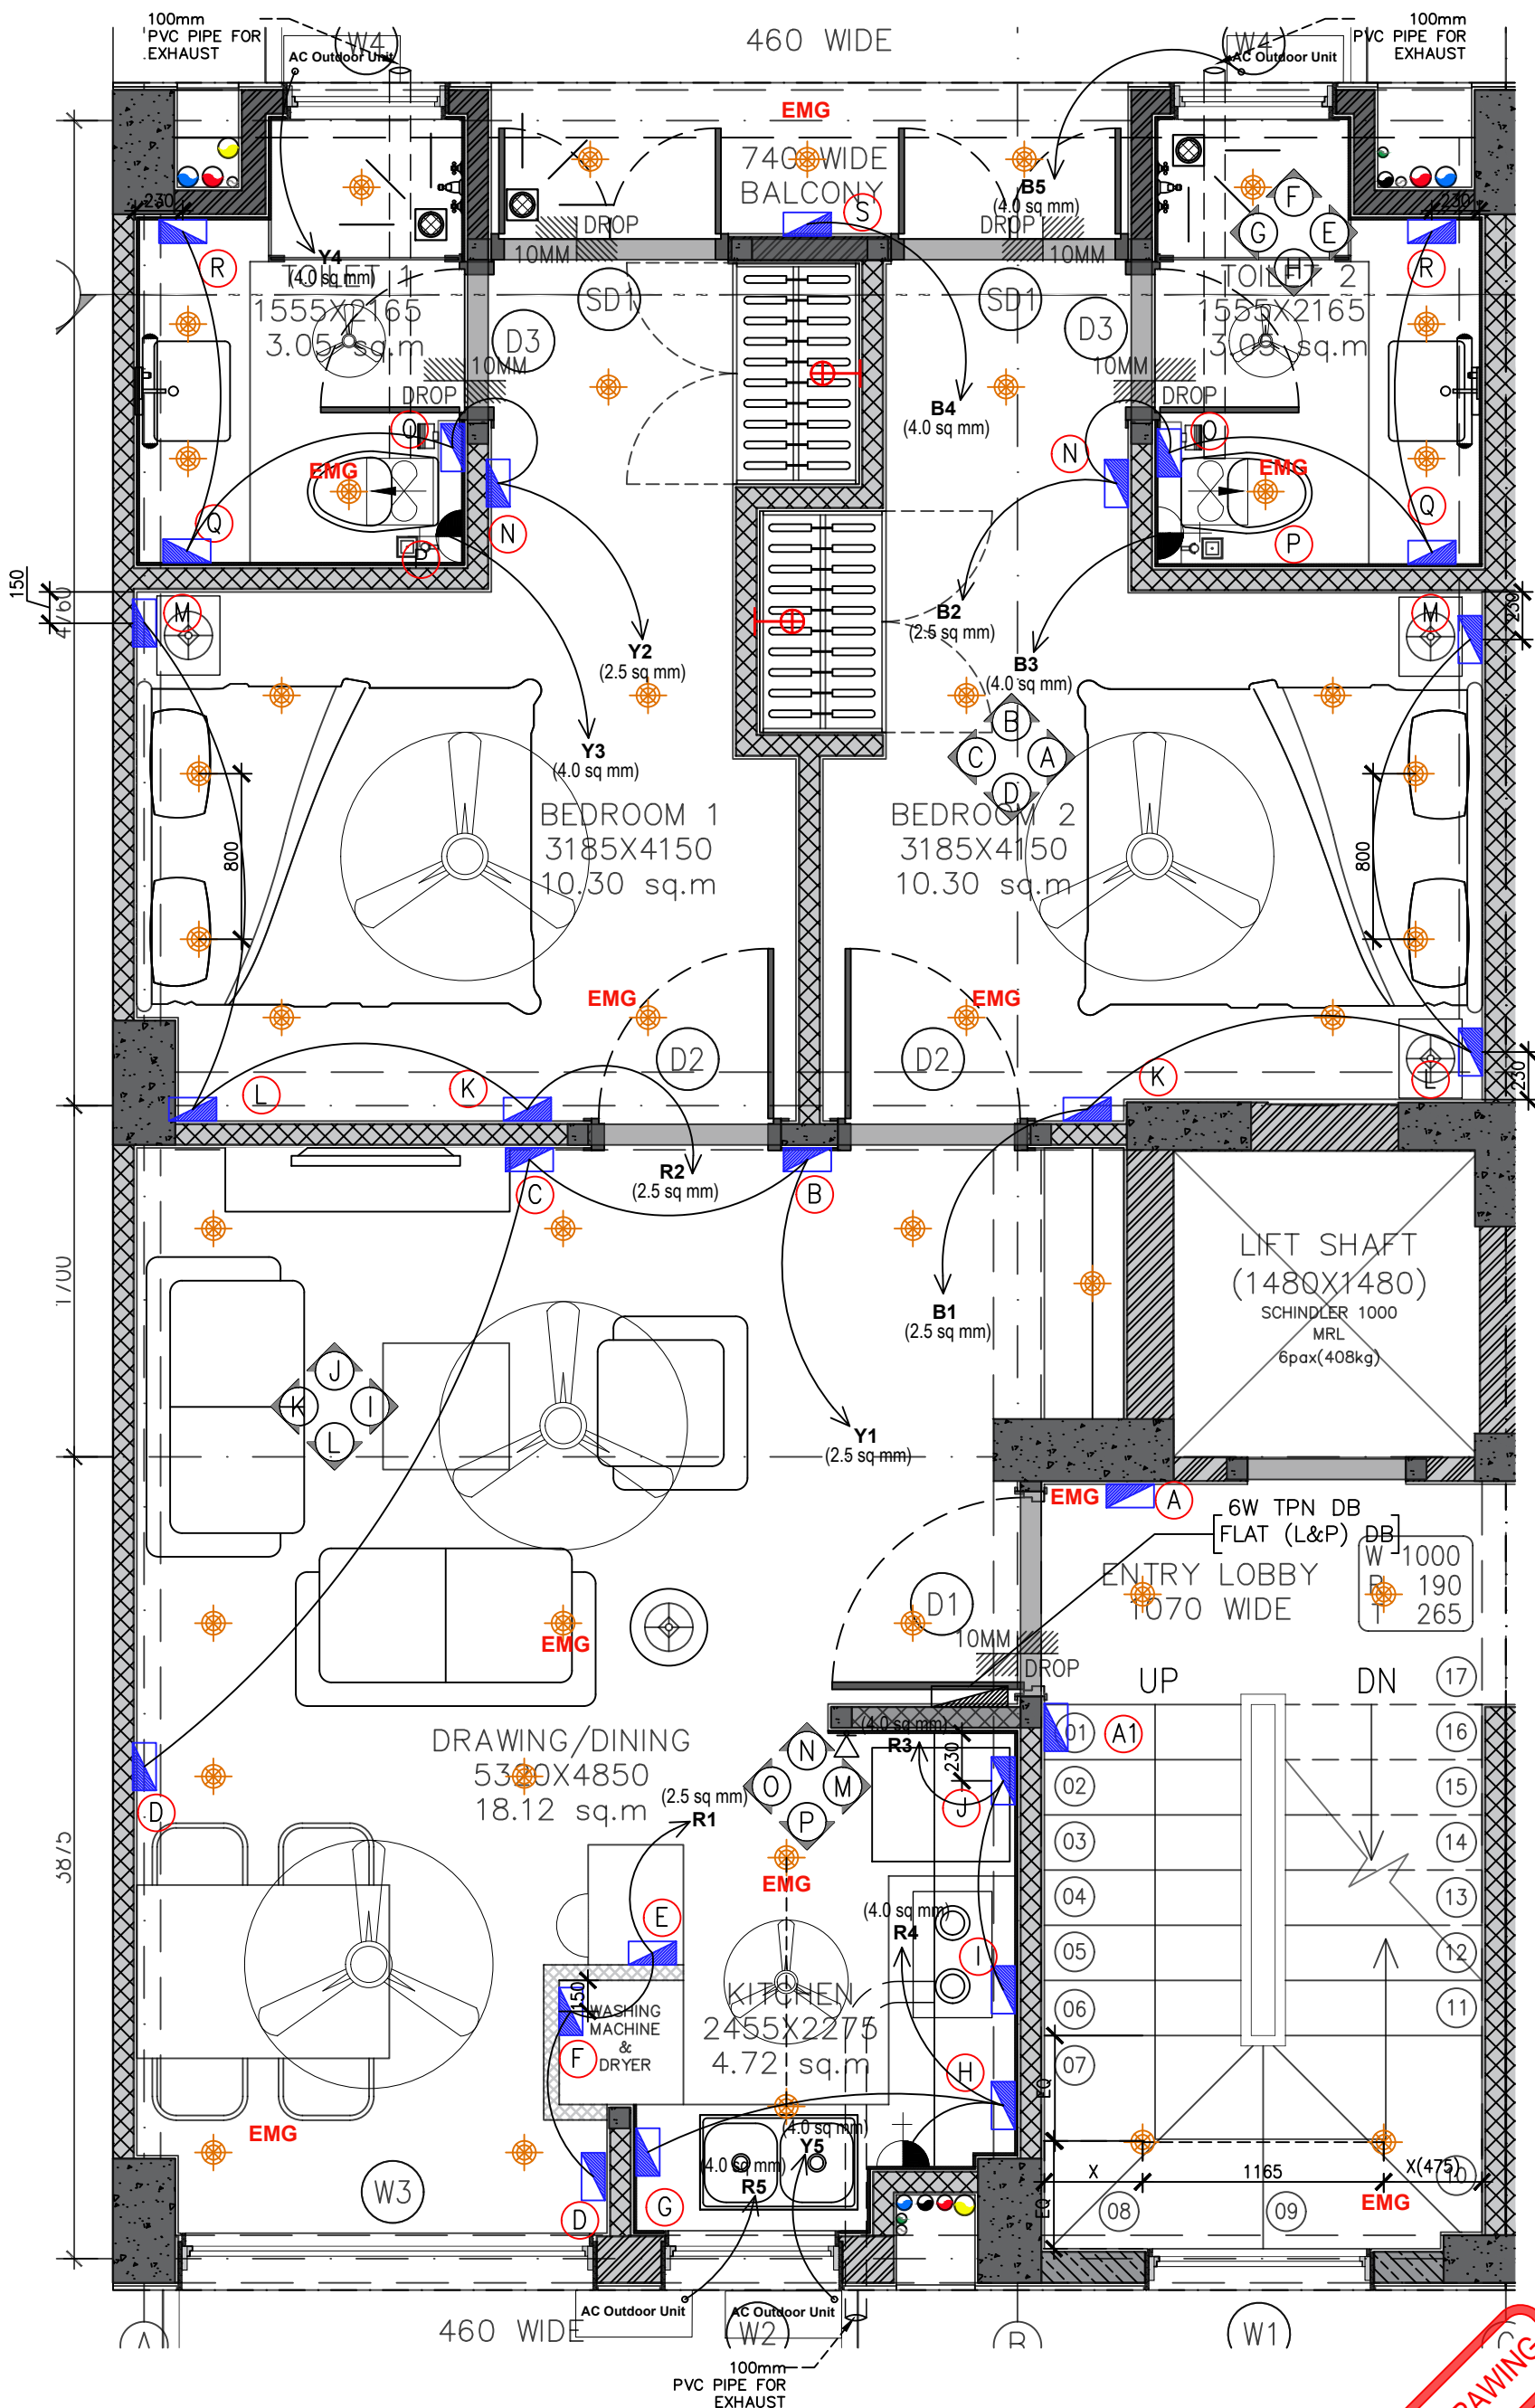 100mm
PVC PIPE FOR
EXHAUST
W4
AC Outdoor Unit
460 WIDE
W4
AC Outdoor Unit
100mm
PVC PIPE FOR
EXHAUST
EMG
740 WIDE
BALCONY
S
230
R
Y4
(4.0 sq mm)
TOILET 1
1555X2165
3.05 sq.m
DROP
10MM
SD1
D3
10MM
DROP
B5
(4.0 sq mm)
DROP
10MM
SD1
D3
10MM
DROP
F
G
E
H
230
R
TOILET 2
1555X2165
3.05 sq.m
B4
(4.0 sq mm)
O
EMG
Q
P
N
N
O
EMG
Q
P
150
4760
M
Y2
(2.5 sq mm)
Y3
(4.0 sq mm)
B2
(2.5 sq mm)
B3
(4.0 sq mm)
M
230
B
C
A
D
800
BEDROOM 1
3185X4150
10.30 sq.m
BEDROOM 2
3185X4150
10.30 sq.m
800
EMG
D2
EMG
D2
L
K
K
L
230
C
R2
(2.5 sq mm)
B
B1
(2.5 sq mm)
LIFT SHAFT
(1480X1480)
SCHINDLER 1000
MRL
6pax(408kg)
1700
J
K
I
L
Y1
(2.5 sq mm)
EMG
A
6W TPN DB
FLAT (L&P) DB
ENTRY LOBBY
1070 WIDE
W 1000
R 190
T 265
D1
10MM
DROP
EMG
UP
DN
17
01
A1
16
02
15
03
14
04
13
05
12
06
11
07
10
08
09
DRAWING/DINING
5320X4850
18.12 sq.m
N
O
M
P
(4.0 sq mm)
R3
230
J
D
(2.5 sq mm)
R1
EMG
3875
E
(4.0 sq mm)
R4
I
150
WASHING
MACHINE
&
DRYER
F
KITCHEN
2455X2275
4.72 sq.m
H
EMG
(4.0 sq mm)
Y5
(4.0 sq mm)
R5
W3
D
G
EQ
EQ
X
1165
X(475)
EMG
460 WIDE
AC Outdoor Unit
AC Outdoor Unit
W2
100mm
PVC PIPE FOR
EXHAUST
A
B
W1